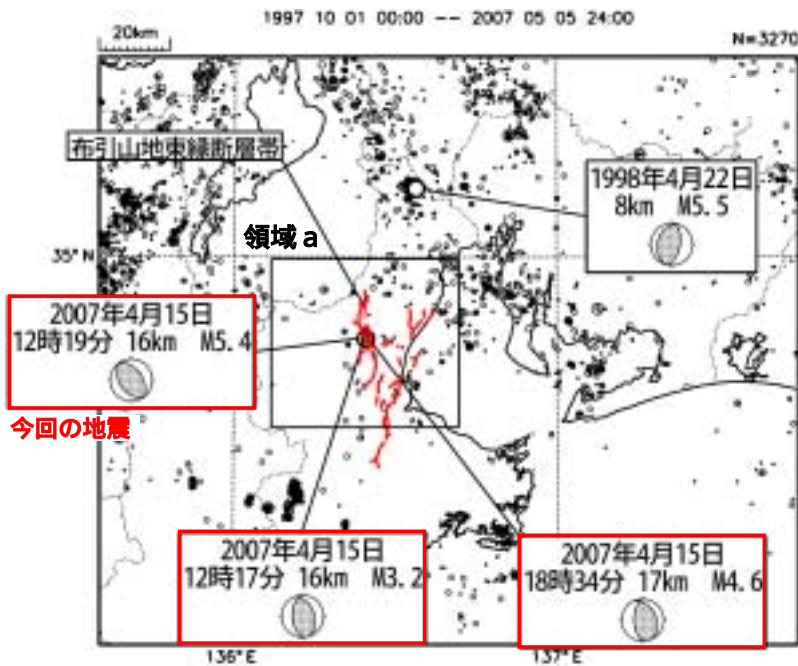 1997 10 01 00:00 -- 2007 05 05 24:00
20km
N=3270
布引山地東縁断層帯
1998年4月22日
8km M5.5
領域 a
35°N
2007年4月15日
12時19分 16km M5.4
今回の地震
2007年4月15日
12時17分 16km M3.2
2007年4月15日
18時34分 17km M4.6
136°E
137°E